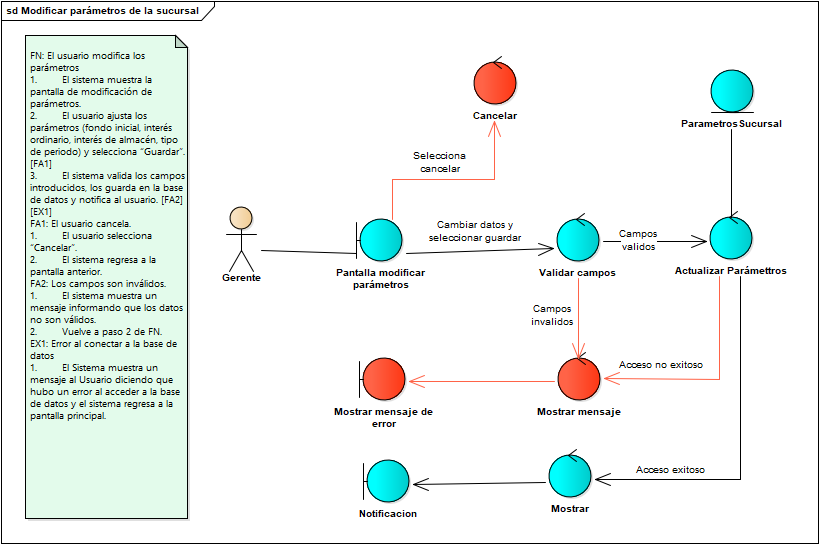 sd Modificar parámetros de la sucursal
FN: El usuario modifica los
parámetros
1. El sistema muestra la
pantalla de modificación de
parámetros.
2. El usuario ajusta los
parámetros (fondo inicial, interés
ordinario, interés de almacén, tipo
de periodo) y selecciona "Guardar".
[FA1]
3. El sistema valida los campos
introducidos, los guarda en la base
de datos y notifica al usuario. [FA2]
[EX1]
FA1: El usuario cancela.
1. El usuario selecciona
"Cancelar".
2. El sistema regresa a la
pantalla anterior.
FA2: Los campos son inválidos.
1. El sistema muestra un
mensaje informando que los datos
no son válidos.
2. Vuelve a paso 2 de FN.
EX1: Error al conectar a la base de
datos
1. El Sistema muestra un
mensaje al Usuario diciendo que
hubo un error al acceder a la base
de datos y el sistema regresa a la
pantalla principal.
Cancelar
ParametrosSucursal
Selecciona
cancelar
Cambiar datos y
seleccionar guardar
Campos
validos
Gerente
Pantalla modificar
parámetros
Validar campos
Actualizar Parámettros
Campos
invalidos
Acceso no exitoso
Mostrar mensaje de
error
Mostrar mensaje
Acceso exitoso
Notificacion
Mostrar